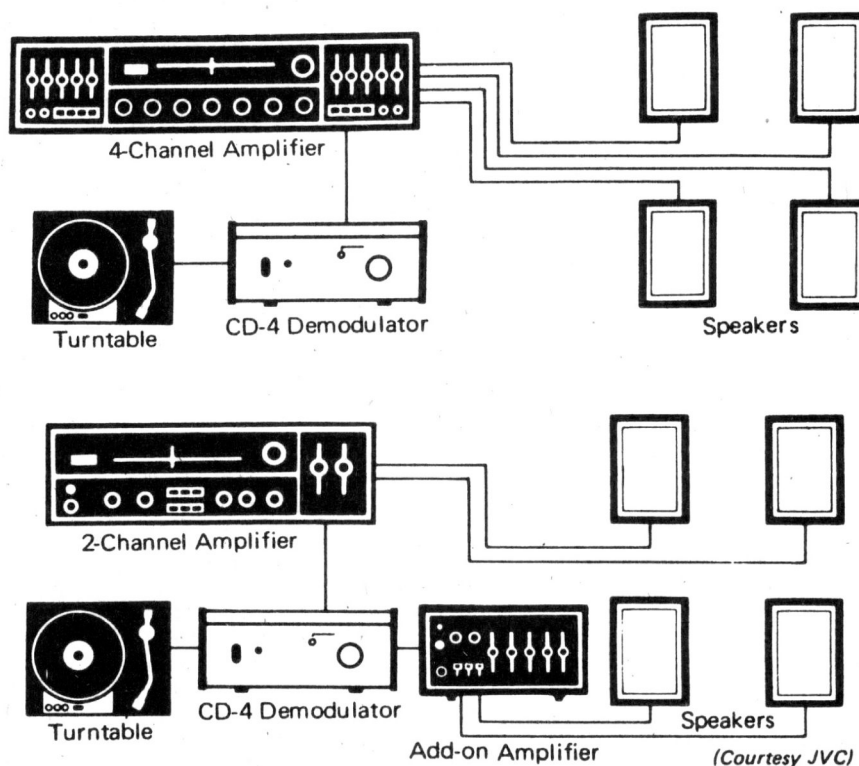 4-Channel Amplifier
Turntable
CD-4 Demodulator
Speakers
2-Channel Amplifier
Turntable
CD-4 Demodulator
Speakers
Add-on Amplifier
(Courtesy JVC)